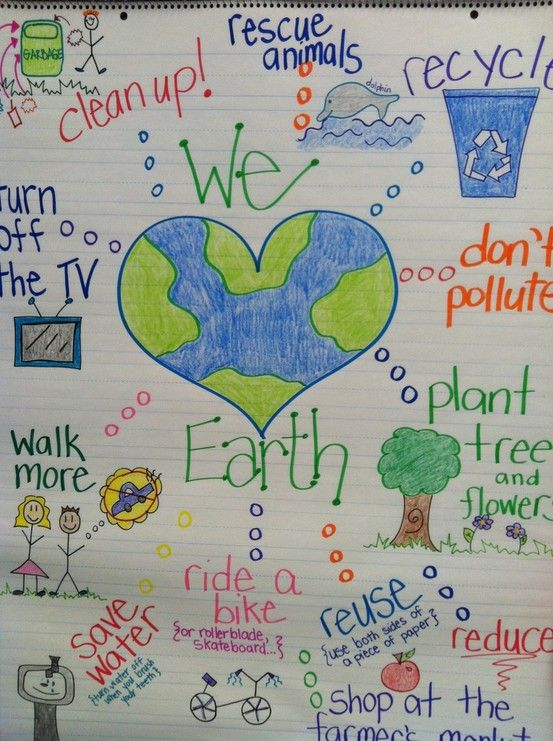 GARBAGE
clean up!
rescue
animals
dolphin
recycle
We
turn
off
the TV
don't
pollute
plant
tree
and
flowers
Earth
walk
more
ride a
bike
{or rollerblade,
skateboard...}
reuse
{use both sides of
a piece of paper}
reduce
save
water
{turn water off
when you brush
your teeth}
shop at the
farmer's market